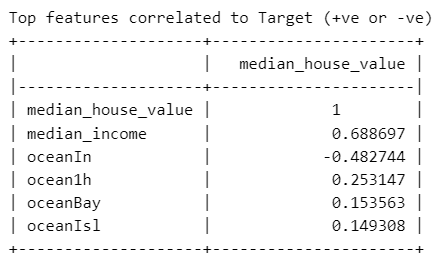 Top features correlated to Target (+ve or -ve)
+--------------------+---------------------+
|                    |  median_house_value |
|--------------------+---------------------|
| median_house_value |            1        |
| median_income      |            0.688697 |
| oceanIn            |           -0.482744 |
| ocean1h            |            0.253147 |
| oceanBay           |            0.153563 |
| oceanIsl           |            0.149308 |
+--------------------+---------------------+